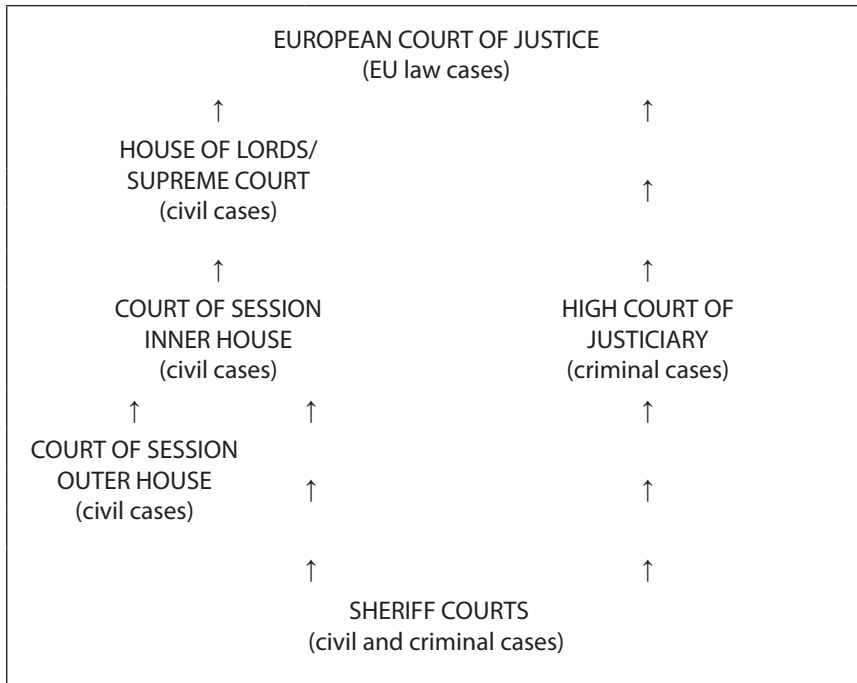 EUROPEAN COURT OF JUSTICE
(EU law cases)
↑ ↑
HOUSE OF LORDS/
SUPREME COURT
(civil cases)
↑
↑ ↑
COURT OF SESSION
INNER HOUSE
(civil cases)
HIGH COURT OF
JUSTICIARY
(criminal cases)
↑ ↑ ↑
COURT OF SESSION
OUTER HOUSE
(civil cases)
↑ ↑
↑ ↑
SHERIFF COURTS
(civil and criminal cases)